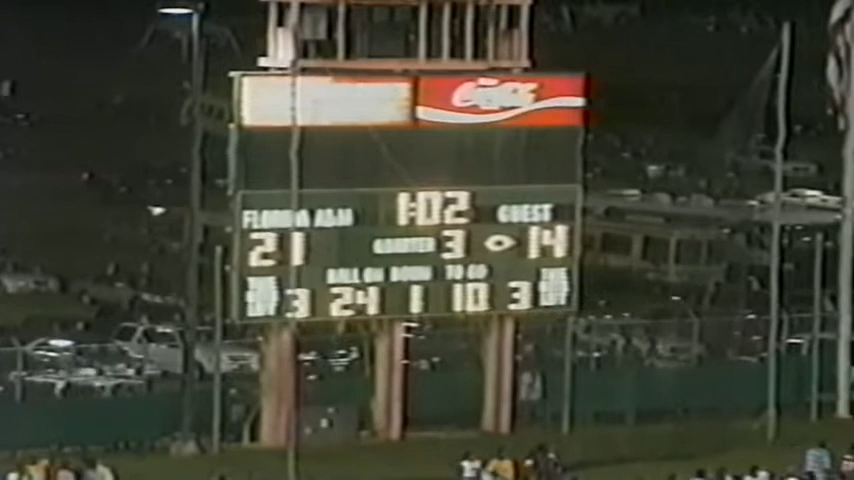 Coke
1:02
FLORIDA A&M GUEST
21 QUARTER 3 14
BALL ON DOWN TO GO
3 24 1 10 3